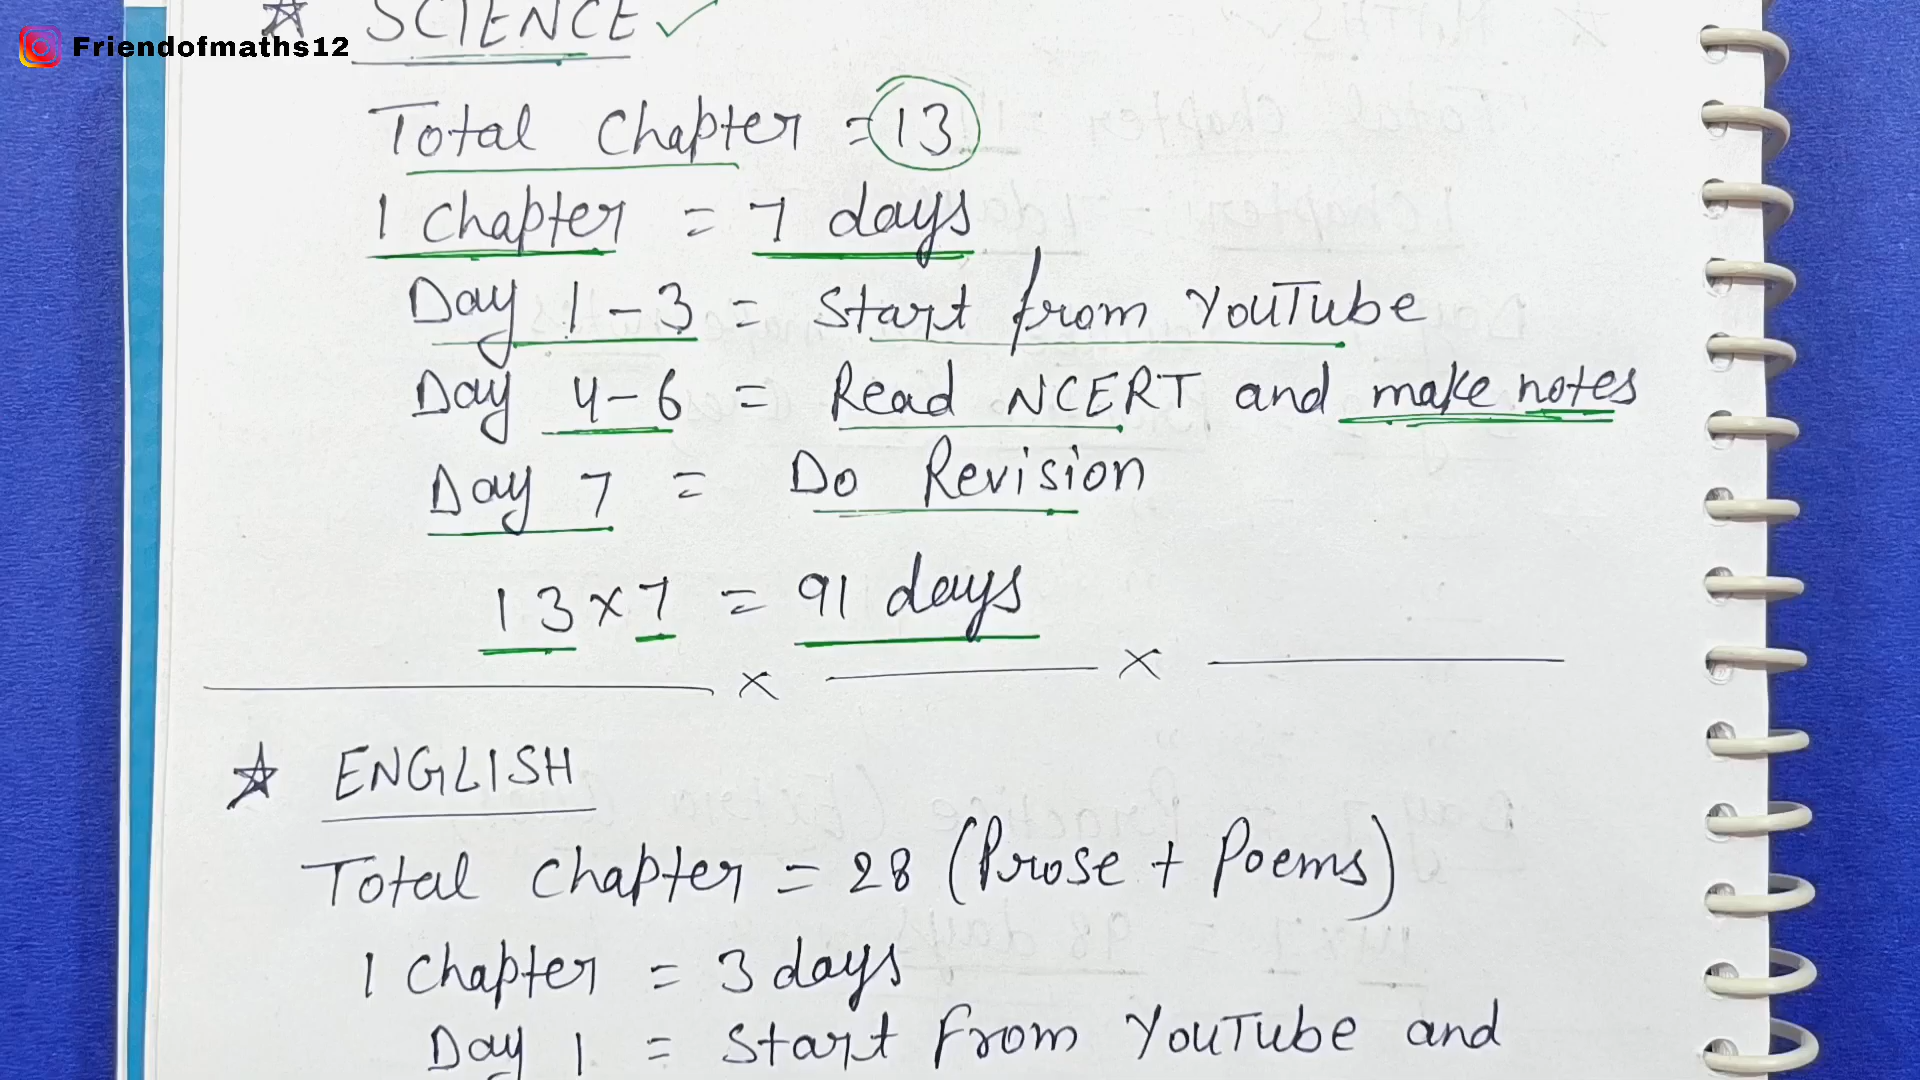 ☆ SCIENCE ✓
Friendofmaths12
Total Chapter = 13
1 Chapter = 7 days
Day 1-3 = Start from YouTube
Day 4-6 = Read NCERT and make notes
Day 7 = Do Revision
13 × 7 = 91 days
☆ ENGLISH
Total Chapter = 28 (Prose + Poems)
1 Chapter = 3 days
Day 1 = Start From YouTube and